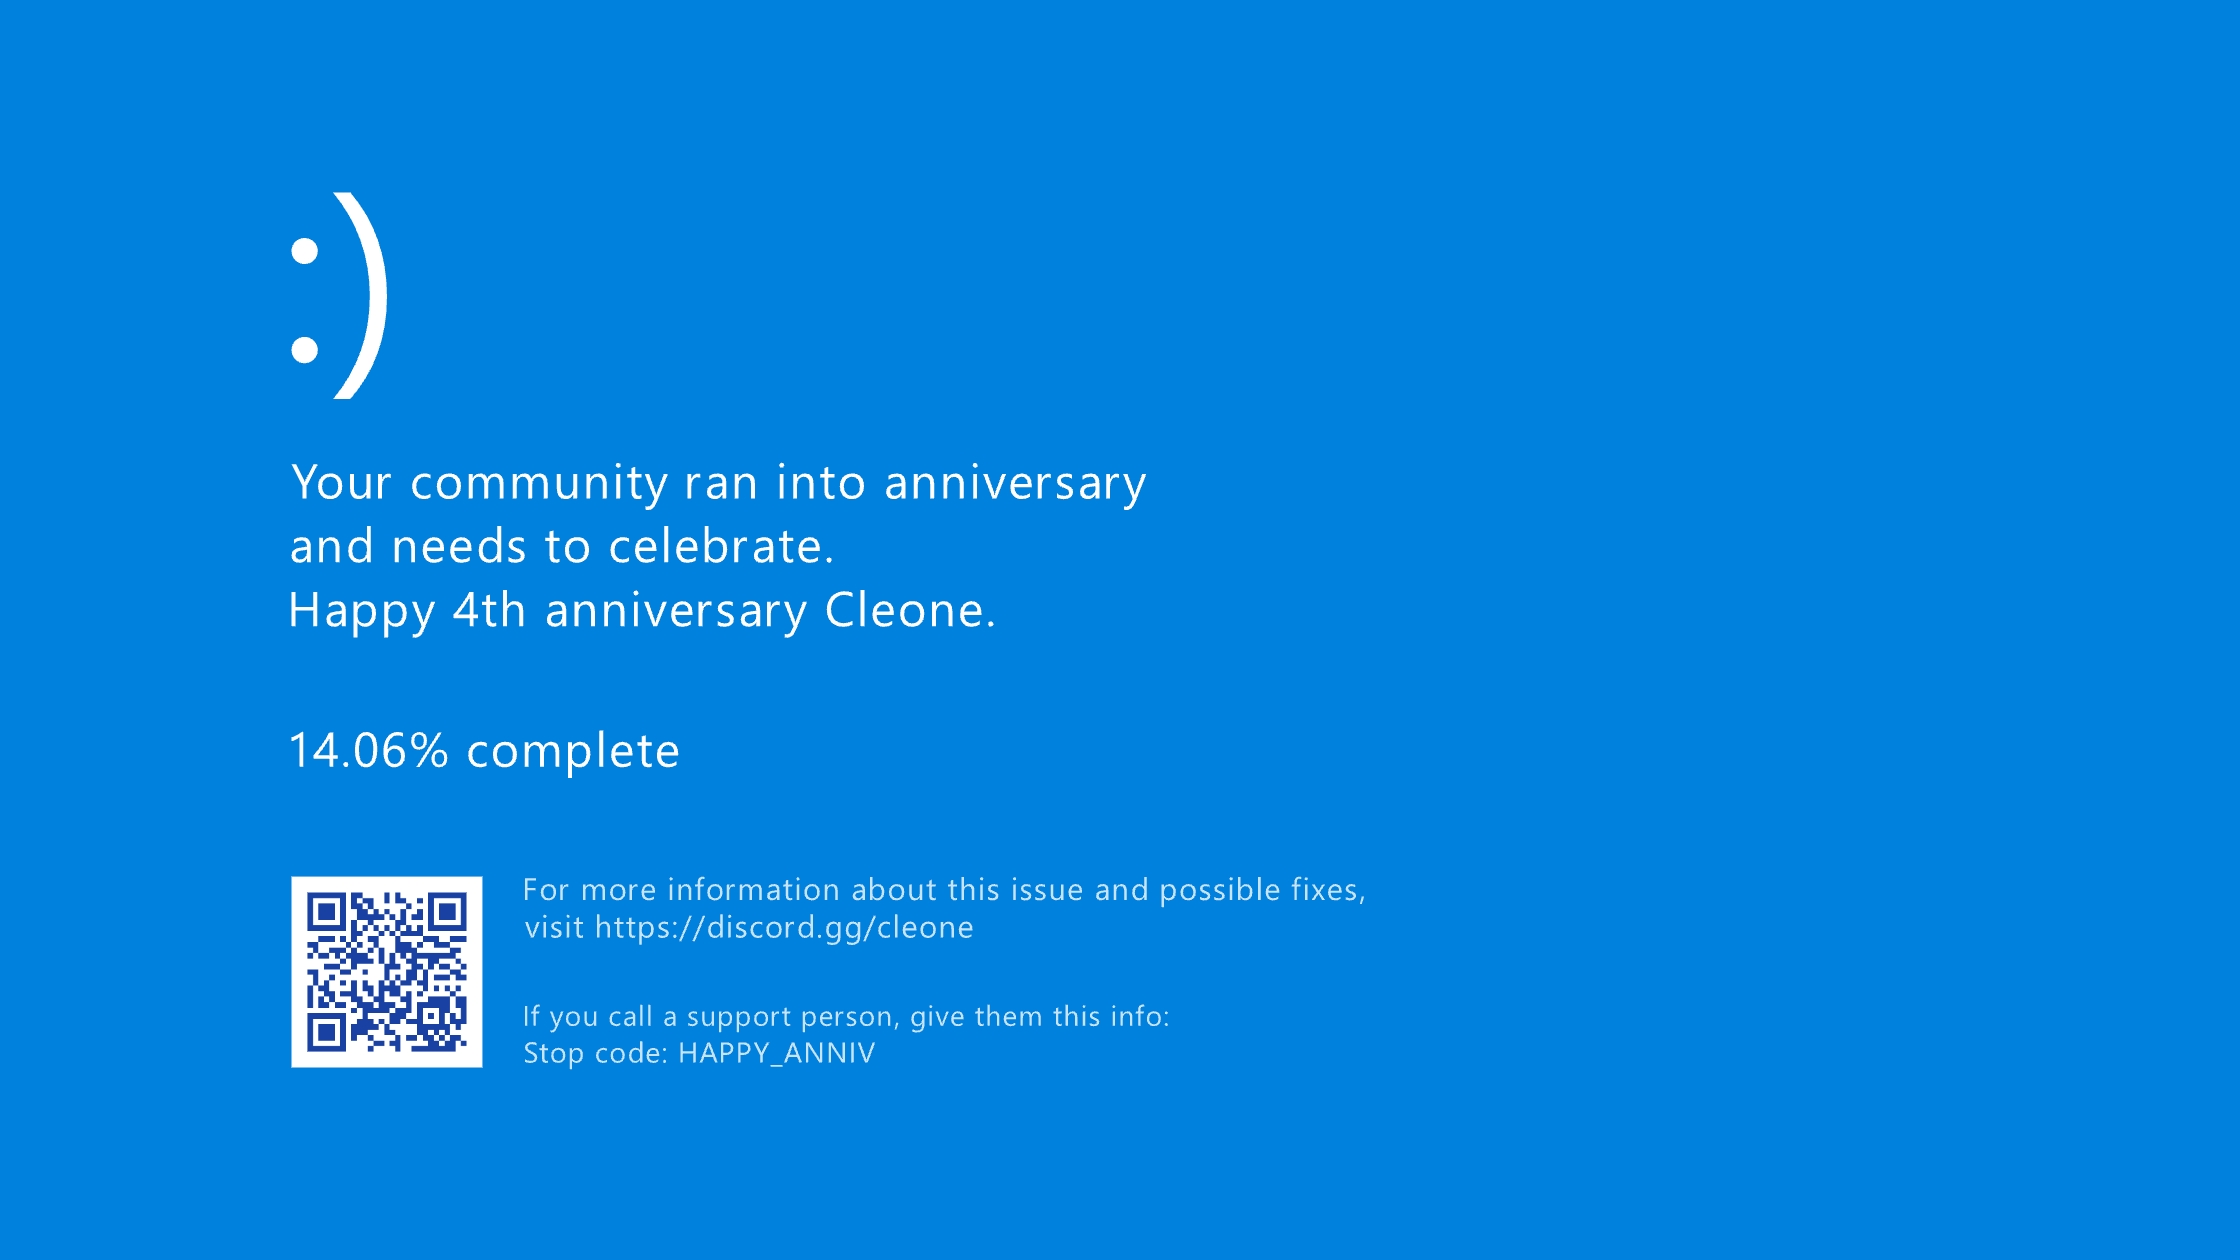 :)
Your community ran into anniversary
and needs to celebrate.
Happy 4th anniversary Cleone.
14.06% complete
For more information about this issue and possible fixes,
visit https://discord.gg/cleone
If you call a support person, give them this info:
Stop code: HAPPY_ANNIV